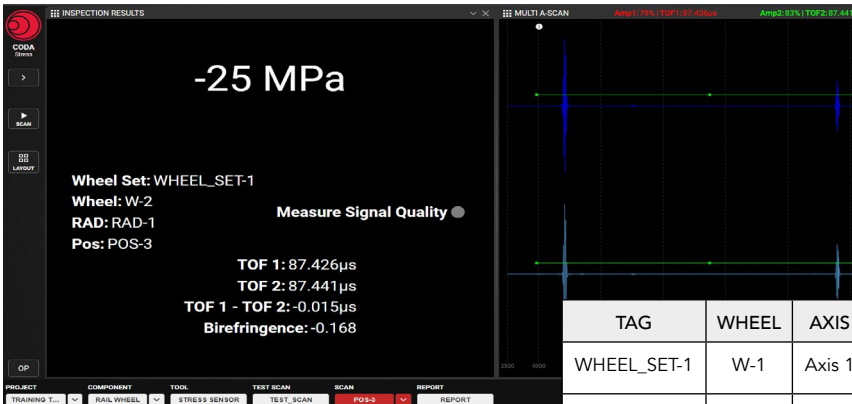 INSPECTION RESULTS
MULTI A-SCAN
Amp1: 79% | TOF1: 87.426µs
Amp2: 83% | TOF2: 87.441
CODA
Stress
>
SCAN
LAYOUT
-25 MPa
Wheel Set: WHEEL_SET-1
Wheel: W-2
RAD: RAD-1
Pos: POS-3
Measure Signal Quality
TOF 1: 87.426µs
TOF 2: 87.441µs
TOF 1 - TOF 2: -0.015µs
Birefringence: -0.168
3500 4000
TAG WHEEL AXIS
WHEEL_SET-1 W-1 Axis 1
OP
PROJECT COMPONENT TOOL TEST SCAN SCAN REPORT
TRAINING T... RAIL WHEEL STRESS SENSOR TEST_SCAN POS-3 REPORT